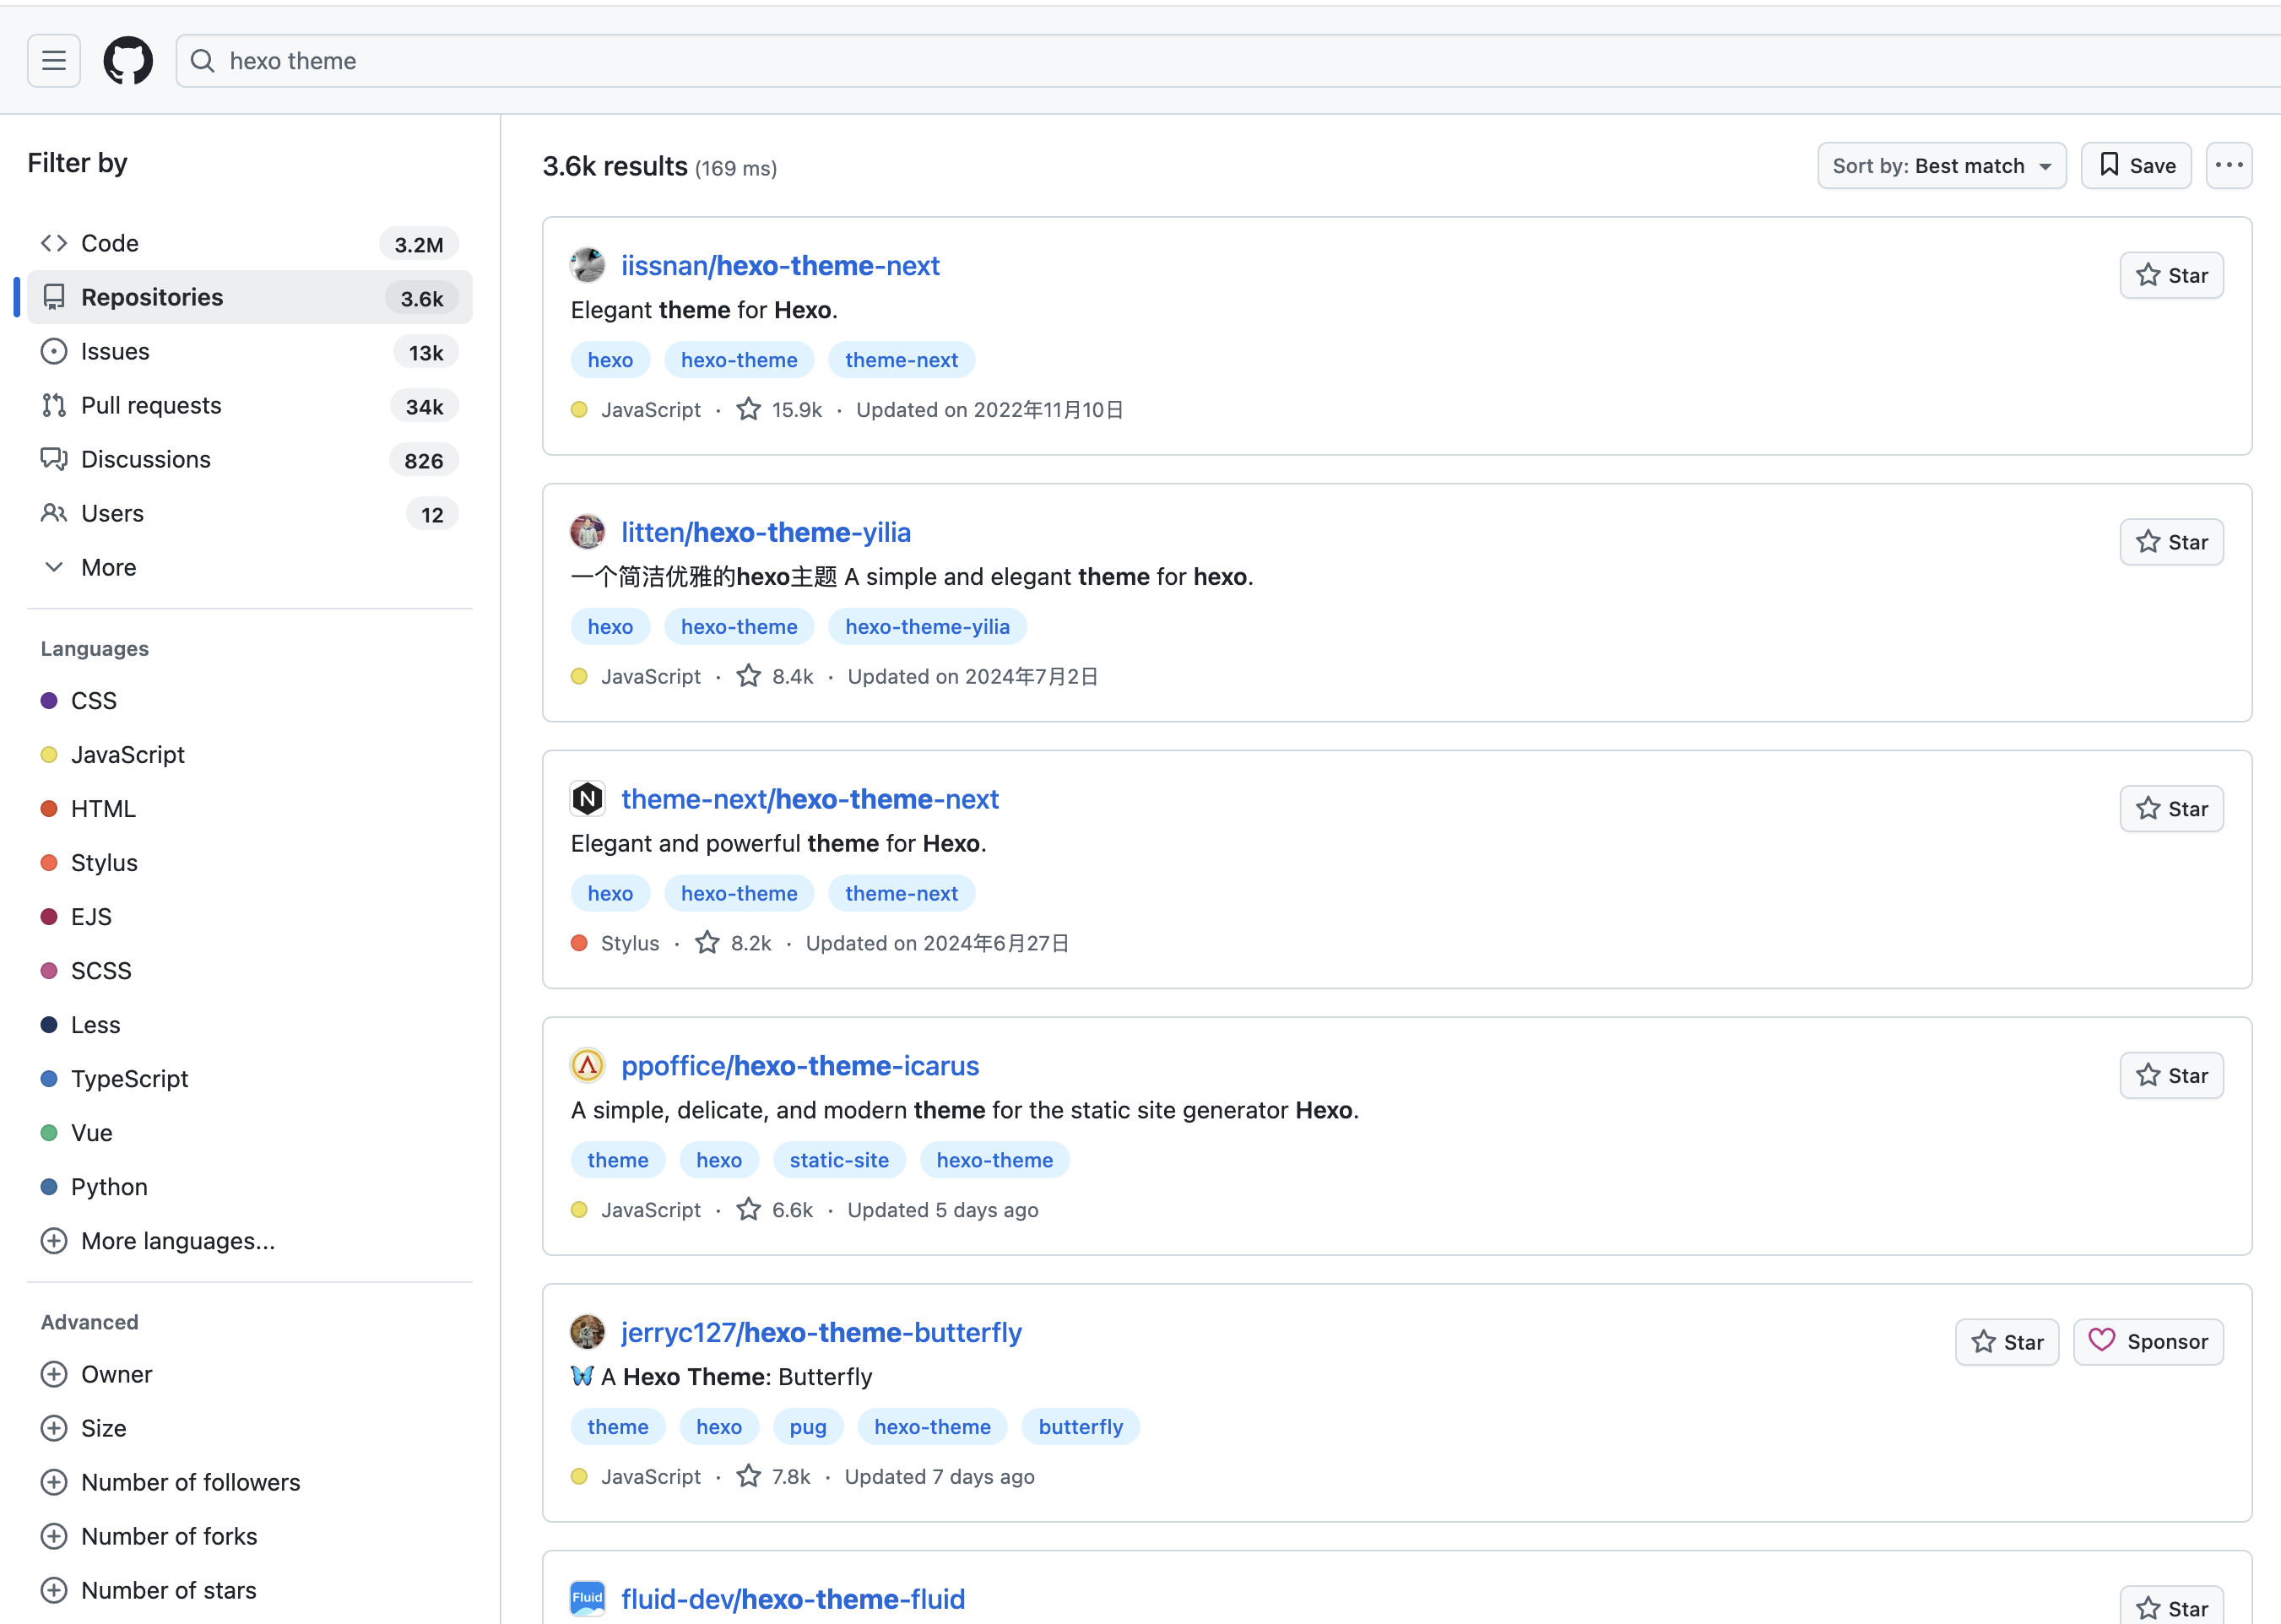 hexo theme
Filter by
Code 3.2M
Repositories 3.6k
Issues 13k
Pull requests 34k
Discussions 826
Users 12
More
Languages
CSS
JavaScript
HTML
Stylus
EJS
SCSS
Less
TypeScript
Vue
Python
More languages...
Advanced
Owner
Size
Number of followers
Number of forks
Number of stars
3.6k results (169 ms)
Sort by: Best match
Save
iissnan/hexo-theme-next
Star
Elegant theme for Hexo.
hexo hexo-theme theme-next
JavaScript · 15.9k · Updated on 2022年11月10日
litten/hexo-theme-yilia
Star
一个简洁优雅的hexo主题 A simple and elegant theme for hexo.
hexo hexo-theme hexo-theme-yilia
JavaScript · 8.4k · Updated on 2024年7月2日
N
theme-next/hexo-theme-next
Star
Elegant and powerful theme for Hexo.
hexo hexo-theme theme-next
Stylus · 8.2k · Updated on 2024年6月27日
ppoffice/hexo-theme-icarus
Star
A simple, delicate, and modern theme for the static site generator Hexo.
theme hexo static-site hexo-theme
JavaScript · 6.6k · Updated 5 days ago
jerryc127/hexo-theme-butterfly
Star
Sponsor
🦋 A Hexo Theme: Butterfly
theme hexo pug hexo-theme butterfly
JavaScript · 7.8k · Updated 7 days ago
Fluid
fluid-dev/hexo-theme-fluid
Star